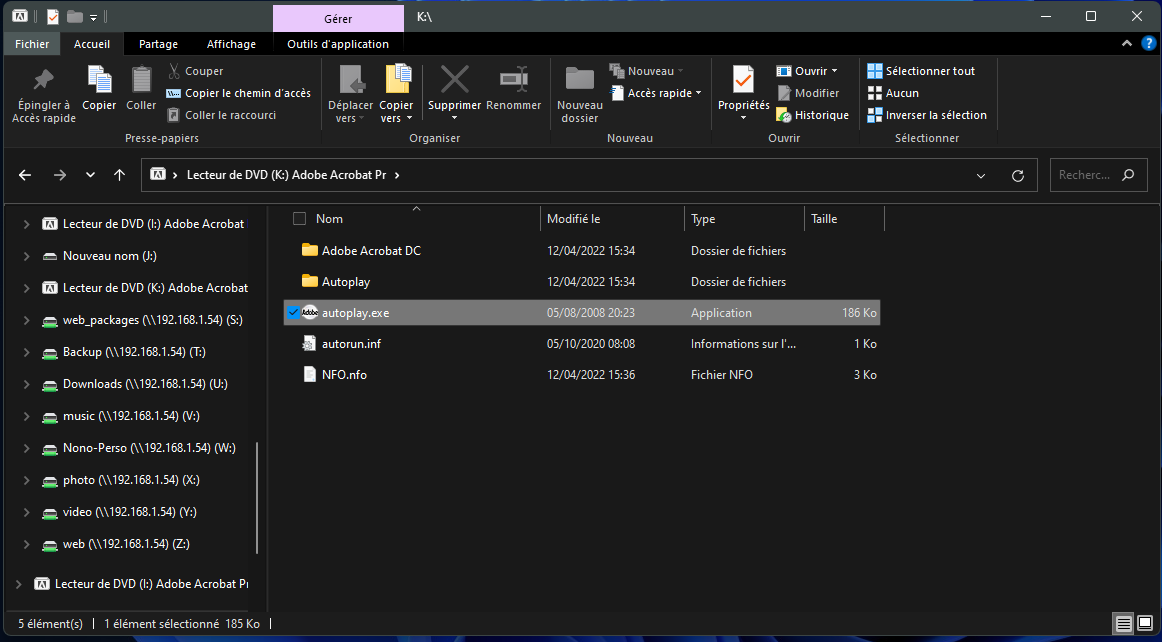 Gérer
K:\
Fichier
Accueil
Partage
Affichage
Outils d'application
Épingler à Accès rapide
Copier
Coller
Couper
Copier le chemin d'accès
Coller le raccourci
Presse-papiers
Déplacer vers
Copier vers
Supprimer
Renommer
Organiser
Nouveau dossier
Nouveau
Accès rapide
Nouveau
Propriétés
Ouvrir
Modifier
Historique
Ouvrir
Sélectionner tout
Aucun
Inverser la sélection
Sélectionner
Lecteur de DVD (K:) Adobe Acrobat Pr
Recherc...
Lecteur de DVD (I:) Adobe Acrobat
Nouveau nom (J:)
Lecteur de DVD (K:) Adobe Acrobat
web_packages (\\192.168.1.54) (S:)
Backup (\\192.168.1.54) (T:)
Downloads (\\192.168.1.54) (U:)
music (\\192.168.1.54) (V:)
Nono-Perso (\\192.168.1.54) (W:)
photo (\\192.168.1.54) (X:)
video (\\192.168.1.54) (Y:)
web (\\192.168.1.54) (Z:)
Lecteur de DVD (I:) Adobe Acrobat Pr
Nom Modifié le Type Taille
Adobe Acrobat DC 12/04/2022 15:34 Dossier de fichiers
Autoplay 12/04/2022 15:34 Dossier de fichiers
autoplay.exe 05/08/2008 20:23 Application 186 Ko
autorun.inf 05/10/2020 08:08 Informations sur l'... 1 Ko
NFO.nfo 12/04/2022 15:36 Fichier NFO 3 Ko
5 élément(s) 1 élément sélectionné 185 Ko